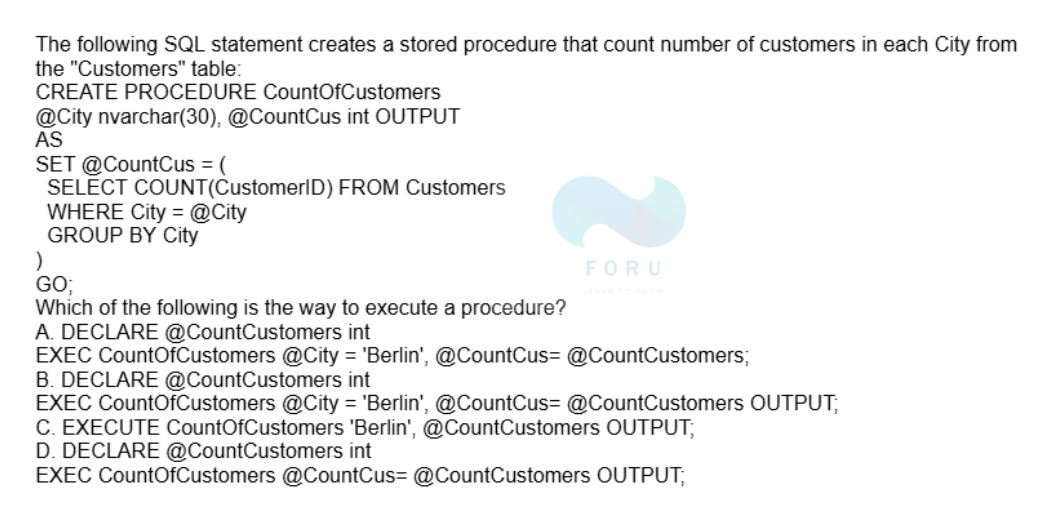 The following SQL statement creates a stored procedure that count number of customers in each City from
the "Customers" table:
CREATE PROCEDURE CountOfCustomers
@City nvarchar(30), @CountCus int OUTPUT
AS
SET @CountCus = (
SELECT COUNT(CustomerID) FROM Customers
WHERE City = @City
GROUP BY City
)
FORU
LEARN TO KNOW
GO;
Which of the following is the way to execute a procedure?
A. DECLARE @CountCustomers int
EXEC CountOfCustomers @City = 'Berlin', @CountCus= @CountCustomers;
B. DECLARE @CountCustomers int
EXEC CountOfCustomers @City = 'Berlin', @CountCus= @CountCustomers OUTPUT;
C. EXECUTE CountOfCustomers 'Berlin', @CountCustomers OUTPUT;
D. DECLARE @CountCustomers int
EXEC CountOfCustomers @CountCus= @CountCustomers OUTPUT;